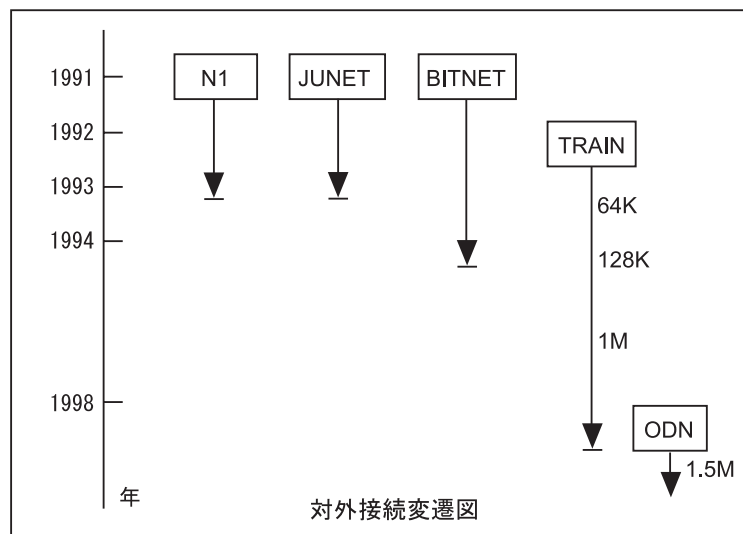 1991
N1
JUNET
BITNET
1992
TRAIN
1993
64K
1994
128K
1M
1998
ODN
1.5M
年
対外接続変遷図